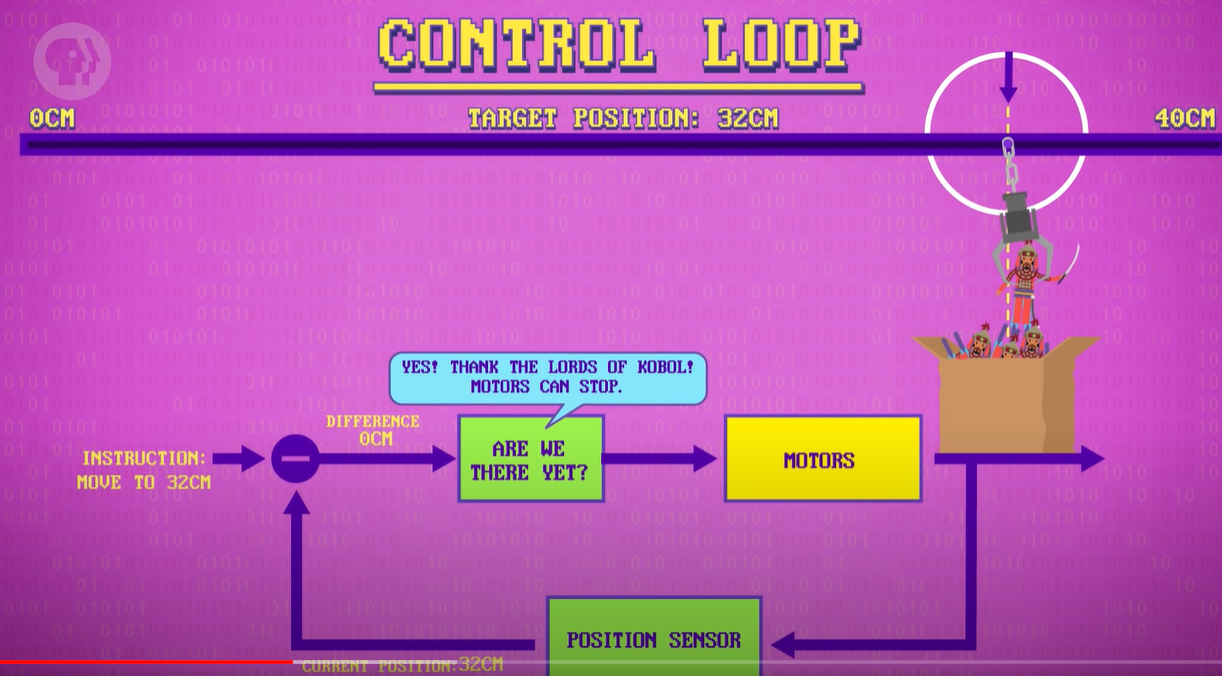 CONTROL LOOP
0CM
TARGET POSITION: 32CM
40CM
YES! THANK THE LORDS OF KOBOL!
MOTORS CAN STOP.
DIFFERENCE
0CM
INSTRUCTION:
MOVE TO 32CM
ARE WE
THERE YET?
MOTORS
POSITION SENSOR
CURRENT POSITION:32CM